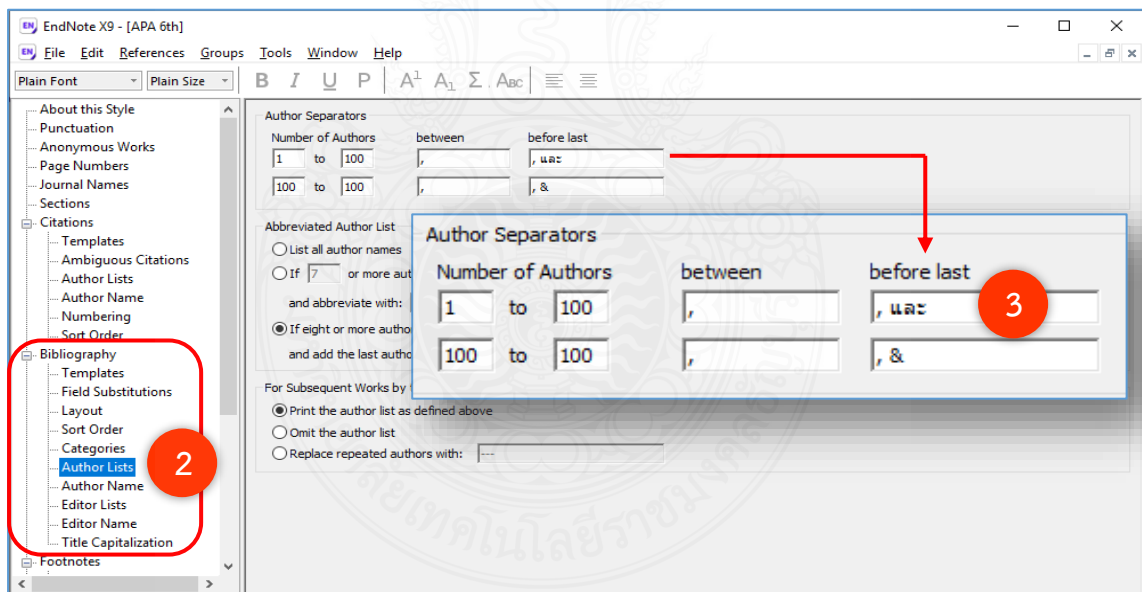 EndNote X9 - [APA 6th]
File Edit References Groups Tools Window Help
Plain Font Plain Size B I U P A1 A1 Σ ABC
About this Style
Punctuation
Anonymous Works
Page Numbers
Journal Names
Sections
Citations
Templates
Ambiguous Citations
Author Lists
Author Name
Numbering
Sort Order
Bibliography
Templates
Field Substitutions
Layout
Sort Order
Categories
Author Lists
Author Name
Editor Lists
Editor Name
Title Capitalization
Footnotes
2
Author Separators
Number of Authors between before last
1 to 100 , , และ
100 to 100 , , &
Abbreviated Author List
List all author names
If 7 or more aut
and abbreviate with:
If eight or more autho
and add the last autho
For Subsequent Works by
Print the author list as defined above
Omit the author list
Replace repeated authors with: ---
Author Separators
Number of Authors between before last
1 to 100 , , และ
3
100 to 100 , , &